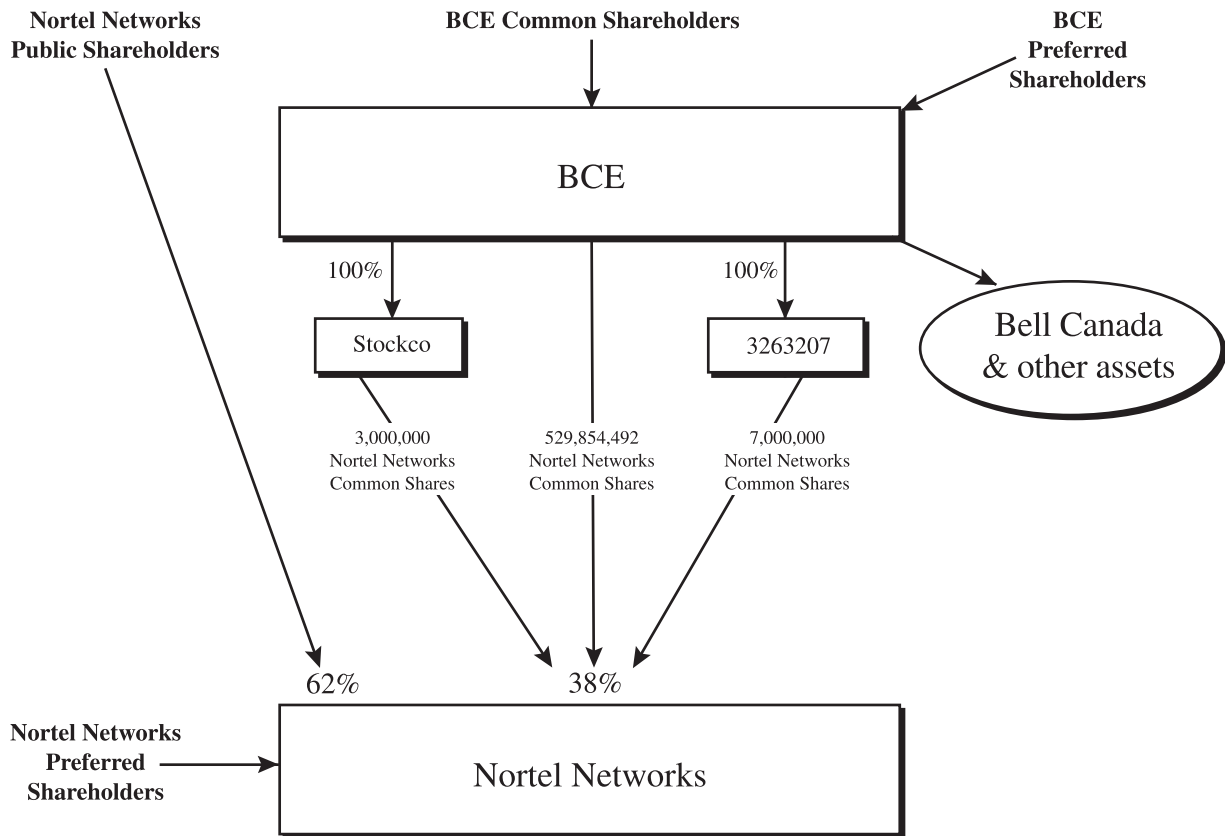 Nortel Networks
Public Shareholders
BCE Common Shareholders
BCE
Preferred
Shareholders
BCE
100%
100%
Stockco
3263207
Bell Canada
& other assets
3,000,000
Nortel Networks
Common Shares
529,854,492
Nortel Networks
Common Shares
7,000,000
Nortel Networks
Common Shares
62%
38%
Nortel Networks
Preferred
Shareholders
Nortel Networks